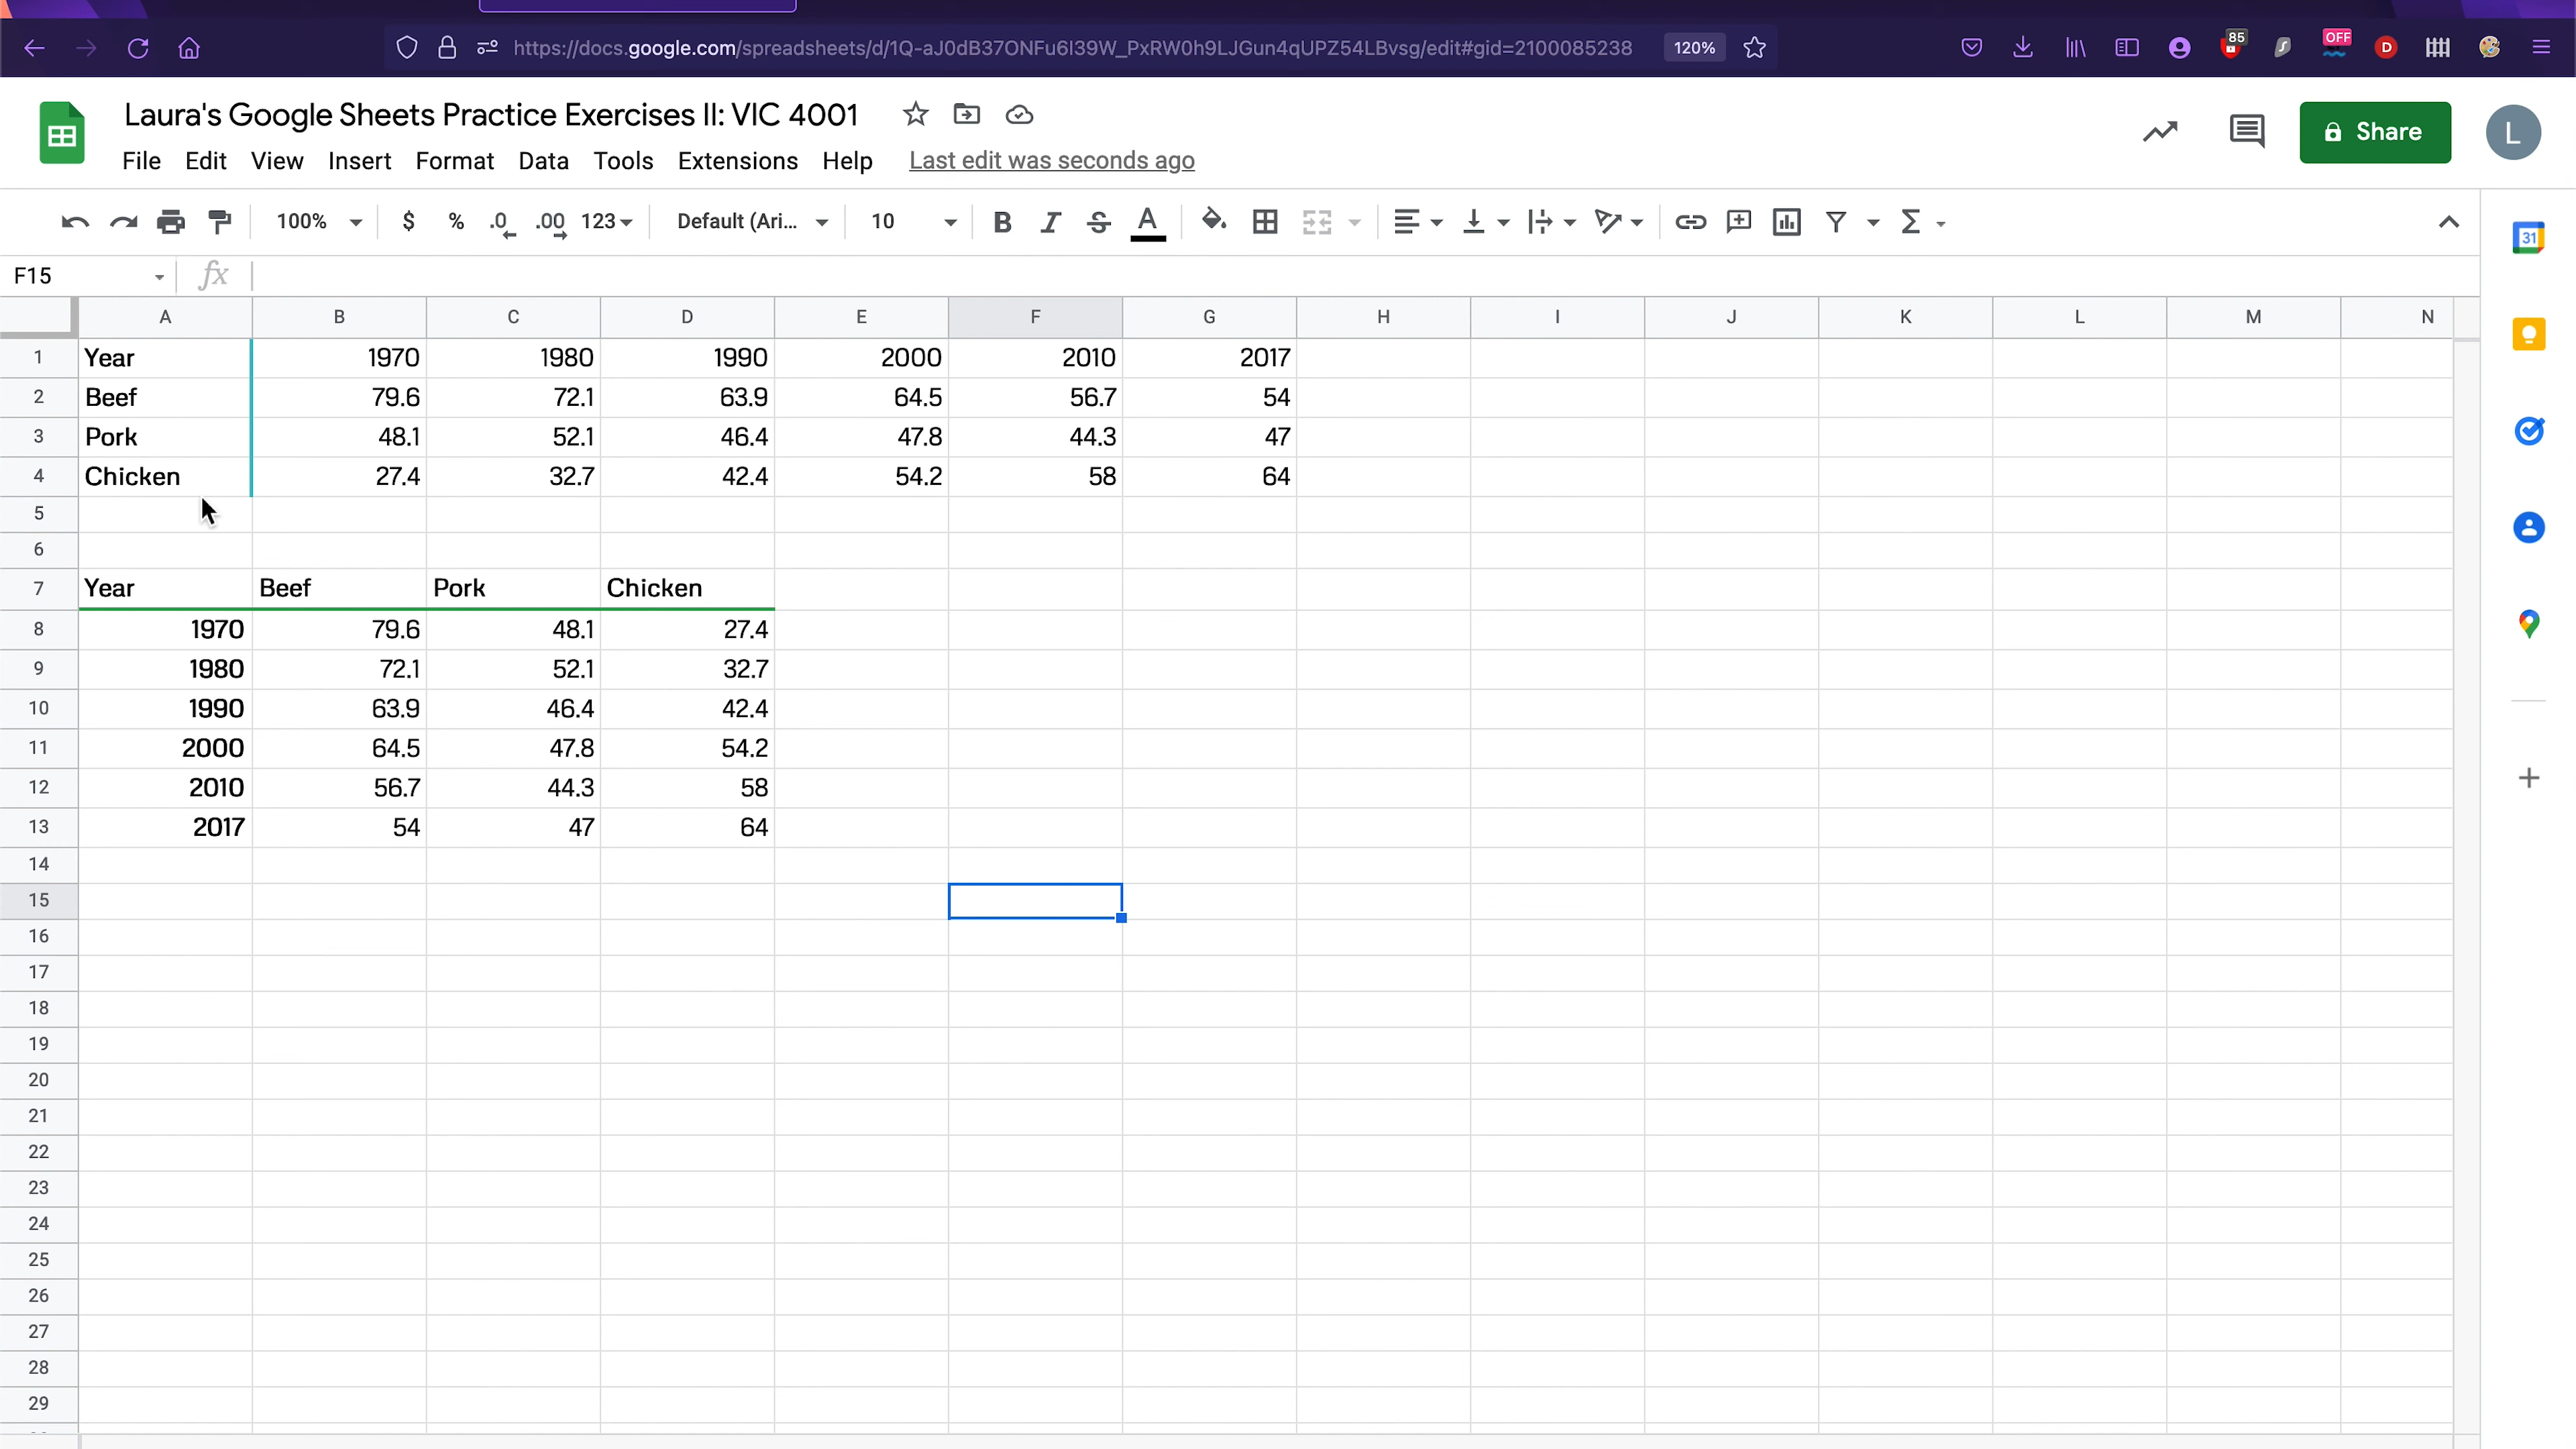 https://docs.google.com/spreadsheets/d/1Q-aJ0dB37ONFu6I39W_PxRW0h9LJGun4qUPZ54LBvsg/edit#gid=2100085238 120% 85 OFF D
Laura's Google Sheets Practice Exercises II: VIC 4001
Share L
File Edit View Insert Format Data Tools Extensions Help Last edit was seconds ago
100% $ % .0 .00 123 Default (Ari... 10 B I S A Σ
31
F15 fx
A B C D E F G H I J K L M N
1 Year 1970 1980 1990 2000 2010 2017
2 Beef 79.6 72.1 63.9 64.5 56.7 54
3 Pork 48.1 52.1 46.4 47.8 44.3 47
4 Chicken 27.4 32.7 42.4 54.2 58 64
5
6
7 Year Beef Pork Chicken
8 1970 79.6 48.1 27.4
9 1980 72.1 52.1 32.7
10 1990 63.9 46.4 42.4
11 2000 64.5 47.8 54.2
12 2010 56.7 44.3 58
13 2017 54 47 64
14
15
16
17
18
19
20
21
22
23
24
25
26
27
28
29